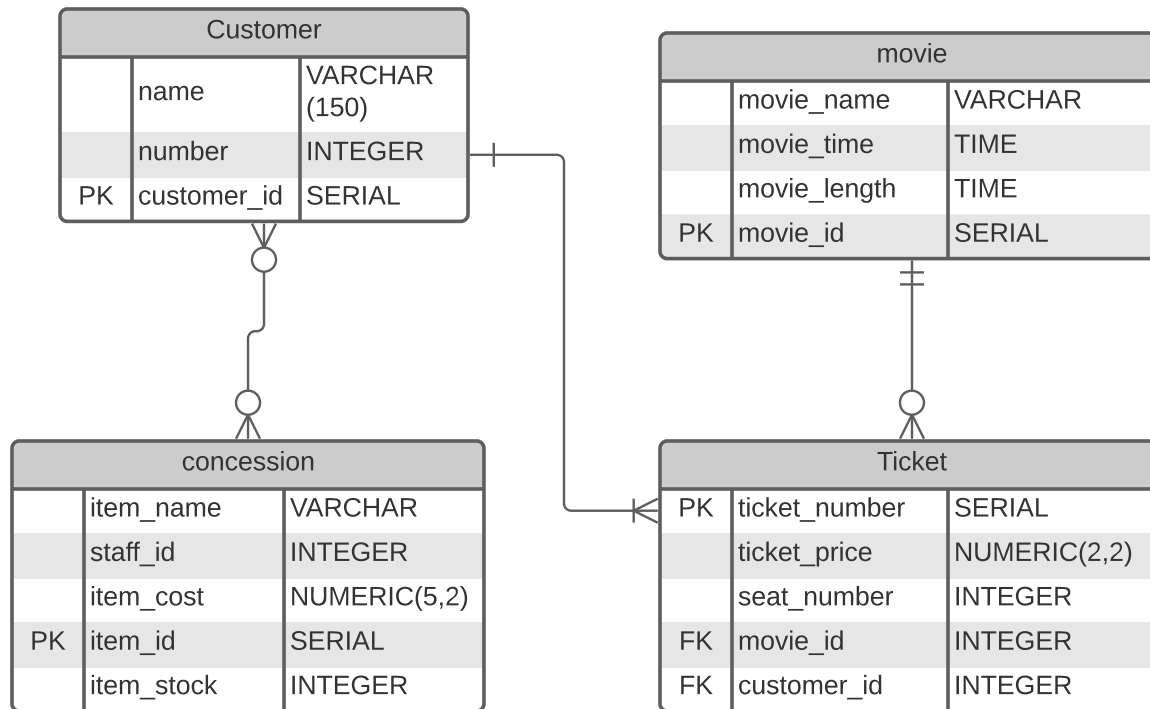 Customer
name VARCHAR
(150)
number INTEGER
PK customer_id SERIAL
movie
movie_name VARCHAR
movie_time TIME
movie_length TIME
PK movie_id SERIAL
concession
item_name VARCHAR
staff_id INTEGER
item_cost NUMERIC(5,2)
PK item_id SERIAL
item_stock INTEGER
Ticket
PK ticket_number SERIAL
ticket_price NUMERIC(2,2)
seat_number INTEGER
FK movie_id INTEGER
FK customer_id INTEGER